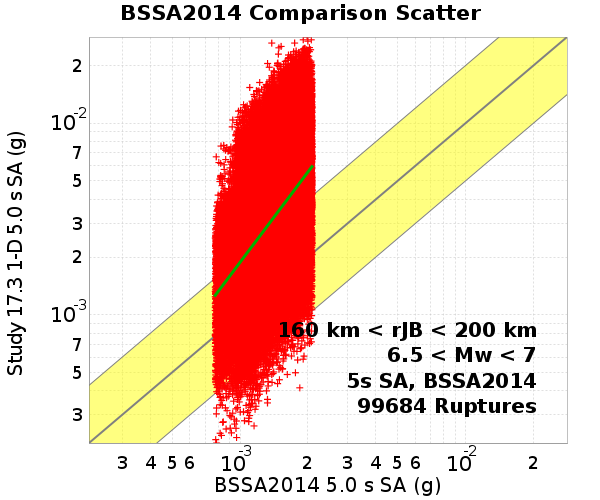 BSSA2014 Comparison Scatter
Study 17.3 1-D 5.0 s SA (g)
2
10-2
7
5
3
2
10-3
7
5
3
160 km < rJB < 200 km
6.5 < Mw < 7
5s SA, BSSA2014
99684 Ruptures
3 4 5 6 10-3 2 3 4 5 6 10-2 2
BSSA2014 5.0 s SA (g)